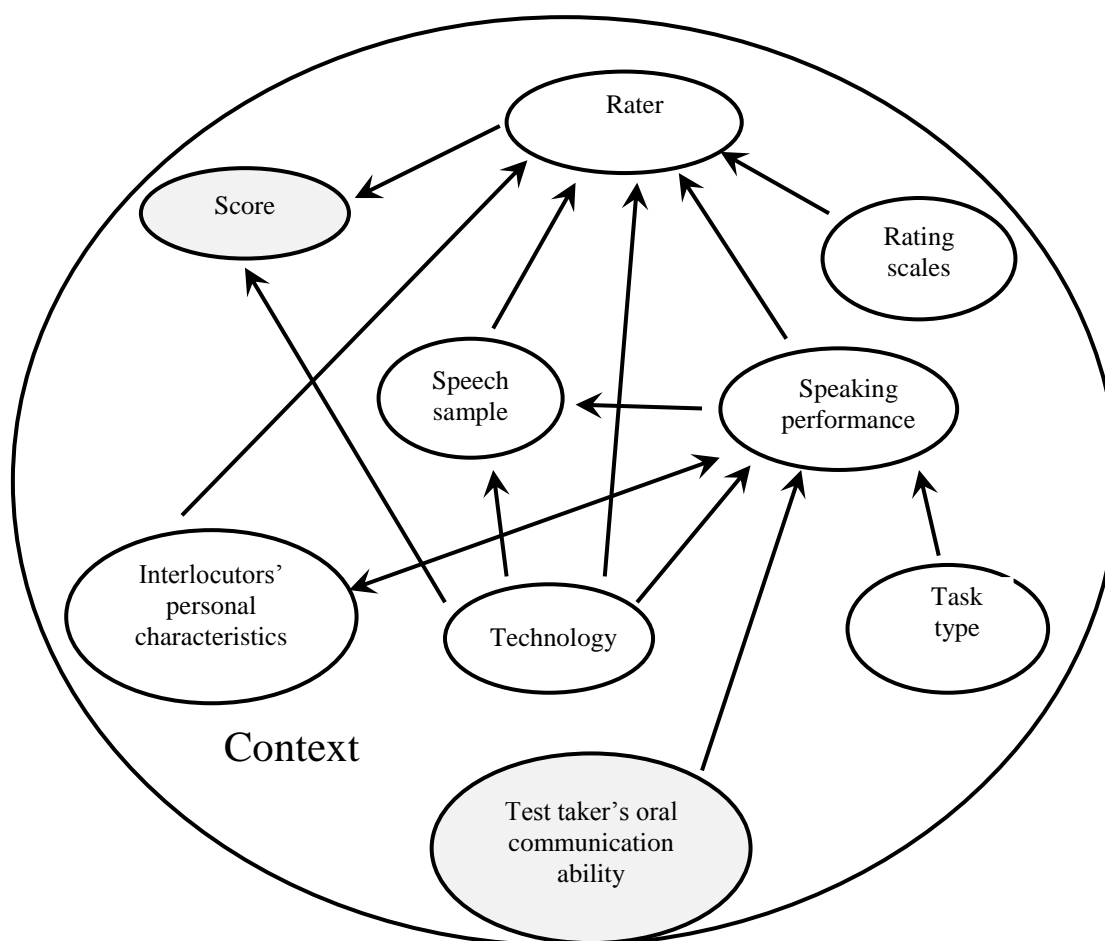 Rater
Score
Rating
scales
Speech
sample
Speaking
performance
Interlocutors’
personal
characteristics
Technology
Task
type
Context
Test taker’s oral
communication
ability